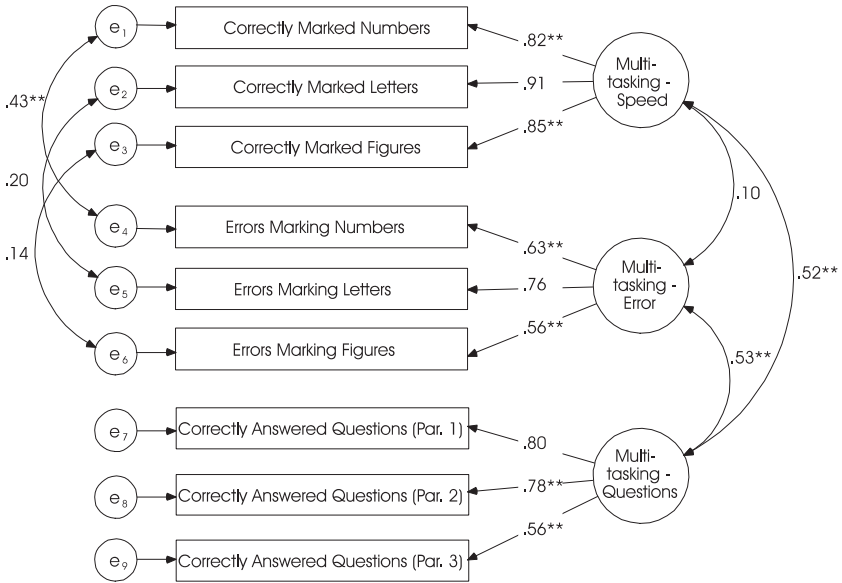 e1
Correctly Marked Numbers
.82**
Multi-
tasking -
Speed
e2
Correctly Marked Letters
.91
.43**
e3
Correctly Marked Figures
.85**
.20
.10
e4
Errors Marking Numbers
.63**
.14
Multi-
tasking -
Error
.52**
e5
Errors Marking Letters
.76
e6
Errors Marking Figures
.56**
.53**
e7
Correctly Answered Questions (Par. 1)
.80
Multi-
tasking -
Questions
e8
Correctly Answered Questions (Par. 2)
.78**
e9
Correctly Answered Questions (Par. 3)
.56**